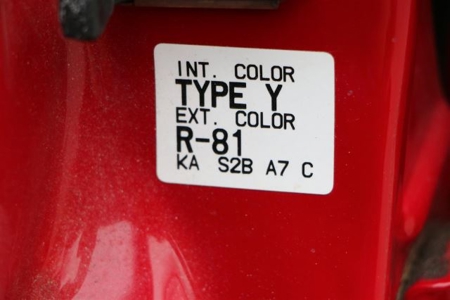 INT. COLOR
TYPE Y
EXT. COLOR
R-81
KA S2B A7 C